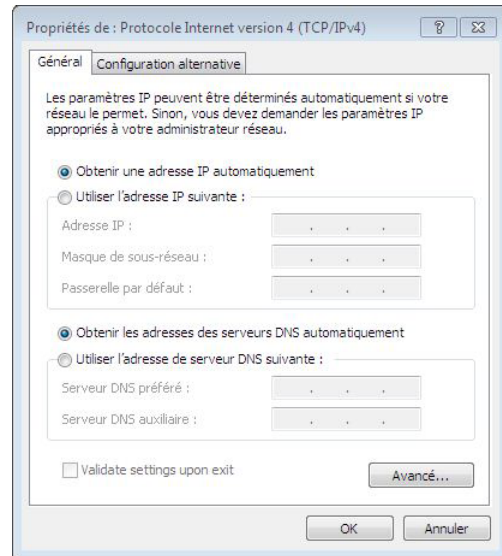 Propriétés de : Protocole Internet version 4 (TCP/IPv4)
Général
Configuration alternative
Les paramètres IP peuvent être déterminés automatiquement si votre
réseau le permet. Sinon, vous devez demander les paramètres IP
appropriés à votre administrateur réseau.
Obtenir une adresse IP automatiquement
Utiliser l'adresse IP suivante :
Adresse IP :
Masque de sous-réseau :
Passerelle par défaut :
Obtenir les adresses des serveurs DNS automatiquement
Utiliser l'adresse de serveur DNS suivante :
Serveur DNS préféré :
Serveur DNS auxiliaire :
Validate settings upon exit
Avancé...
OK
Annuler